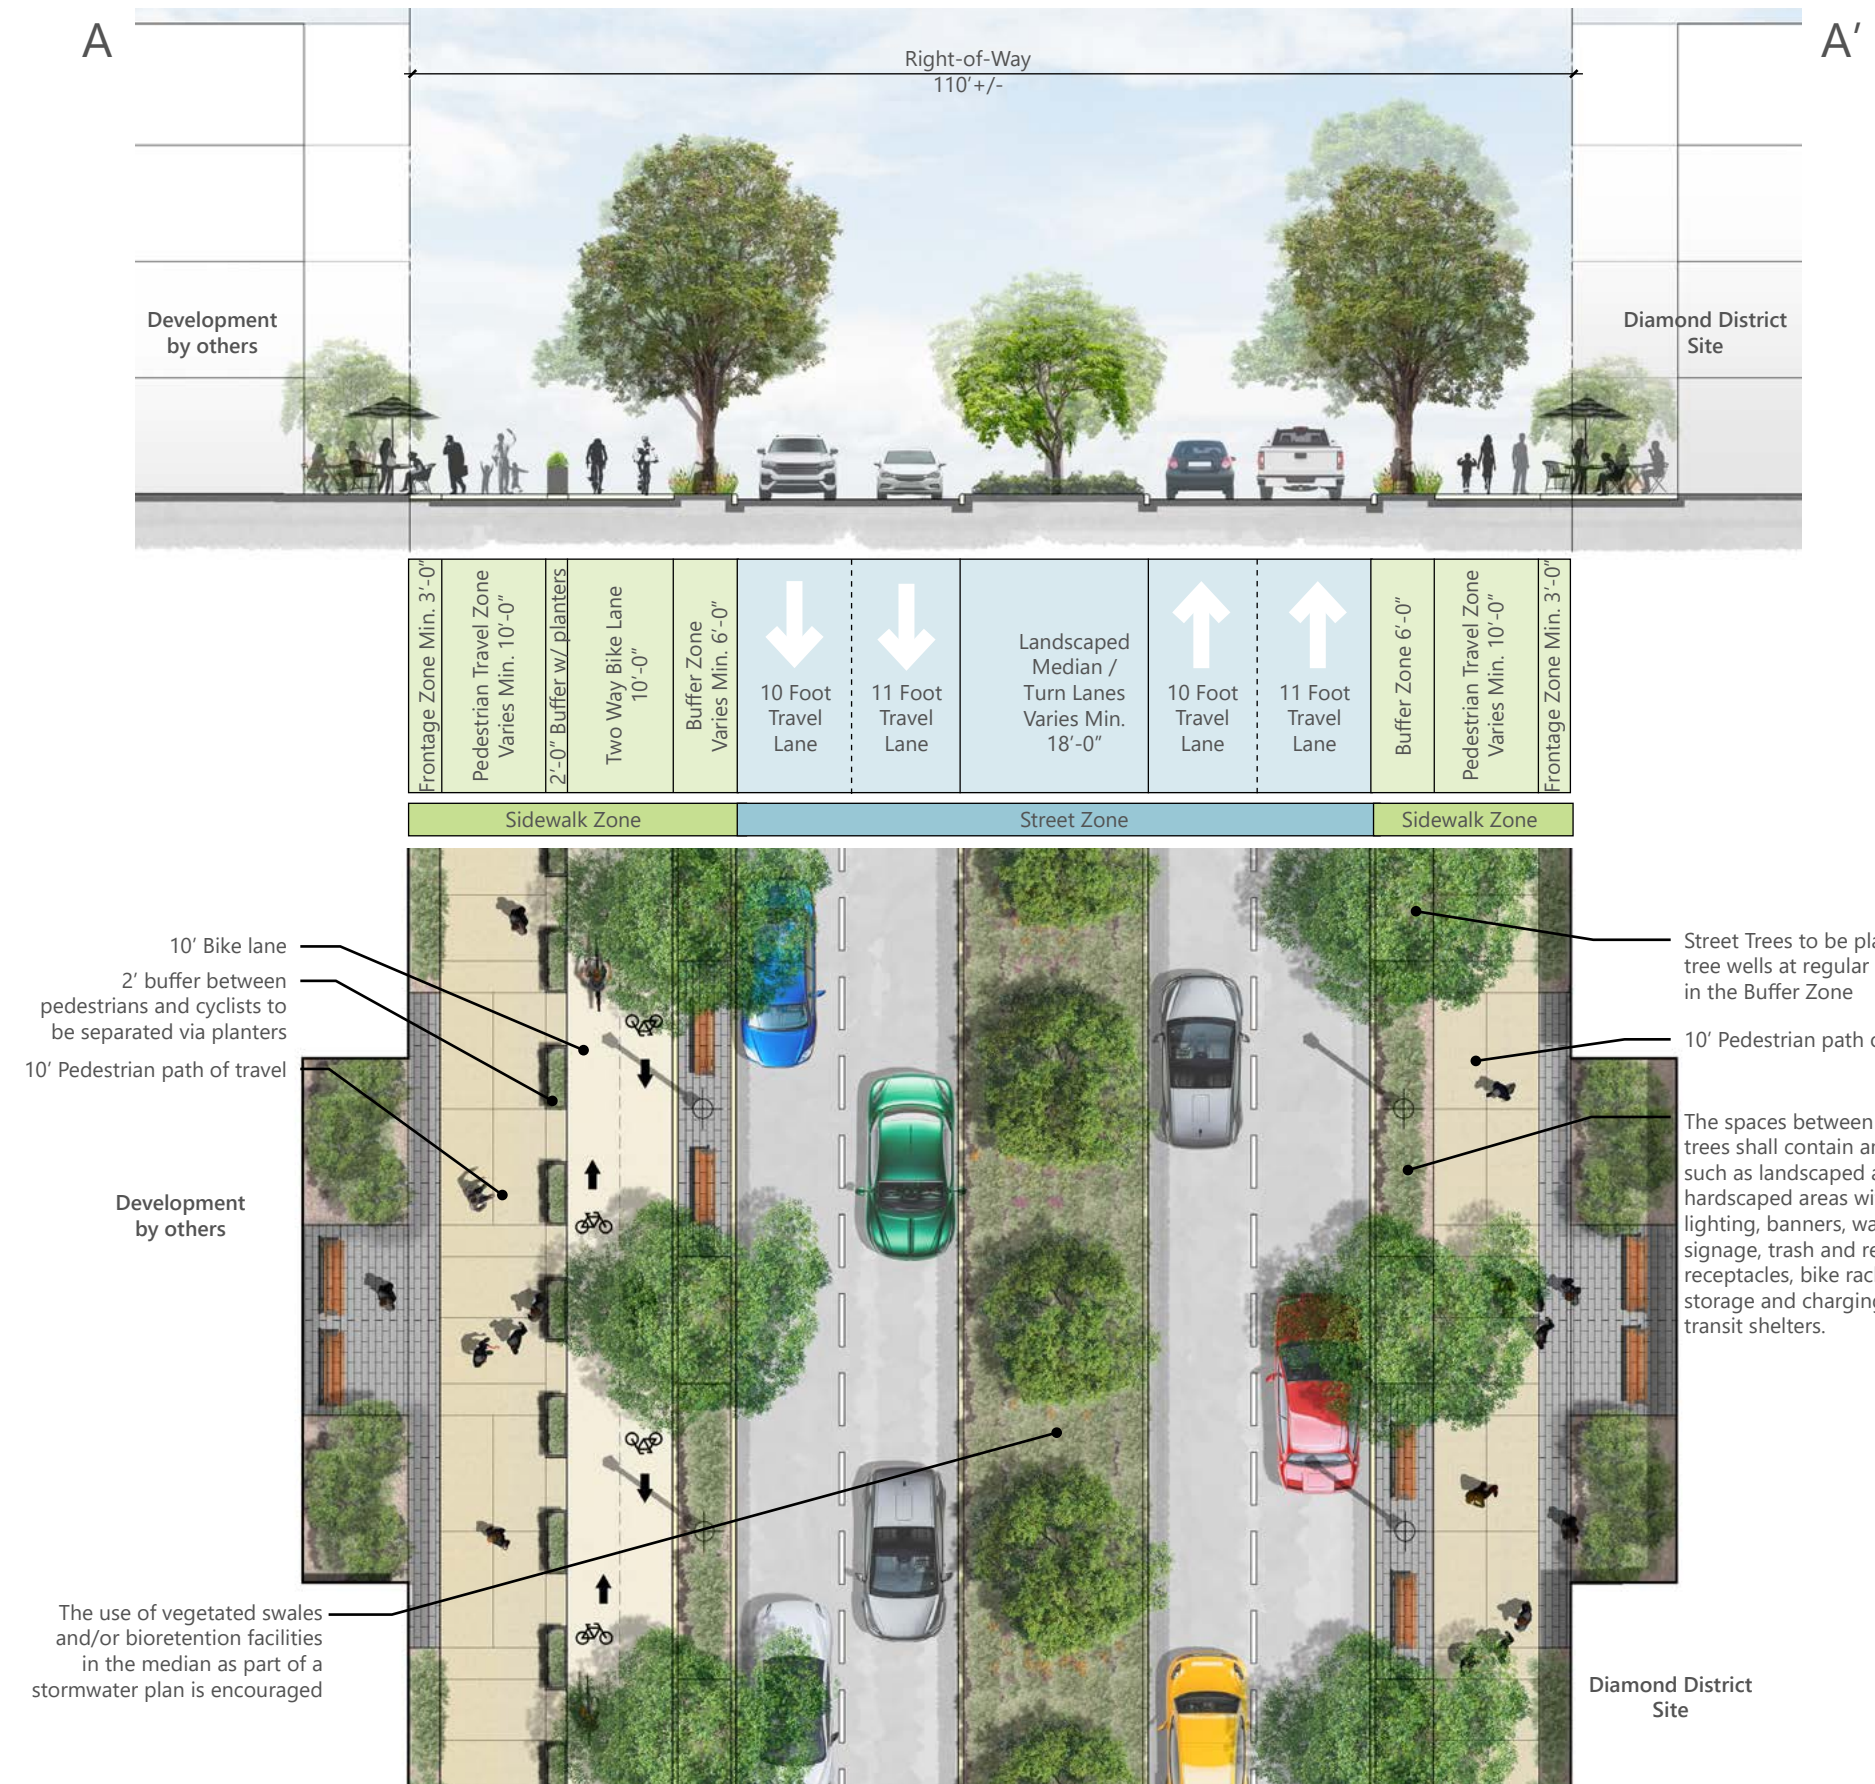 A
A'
Right-of-Way
110'+/-
Development
by others
Diamond District
Site
Frontage Zone Min. 3'-0"
Pedestrian Travel Zone
Varies Min. 10'-0"
2'-0" Buffer w/ planters
Two Way Bike Lane
10'-0"
Buffer Zone
Varies Min. 6'-0"
10 Foot
Travel
Lane
11 Foot
Travel
Lane
Landscaped
Median /
Turn Lanes
Varies Min.
18'-0"
10 Foot
Travel
Lane
11 Foot
Travel
Lane
Buffer Zone 6'-0"
Pedestrian Travel Zone
Varies Min. 10'-0"
Frontage Zone Min. 3'-0"
Sidewalk Zone
Street Zone
Sidewalk Zone
10' Bike lane
2' buffer between
pedestrians and cyclists to
be separated via planters
10' Pedestrian path of travel
Development
by others
The use of vegetated swales
and/or bioretention facilities
in the median as part of a
stormwater plan is encouraged
Street Trees to be
tree wells at regular
in the Buffer Zone
10' Pedestrian path
The spaces between
trees shall contain
such as landscaped
hardscaped areas
lighting, banners,
signage, trash and
receptacles, bike
storage and charging
transit shelters.
Diamond District
Site